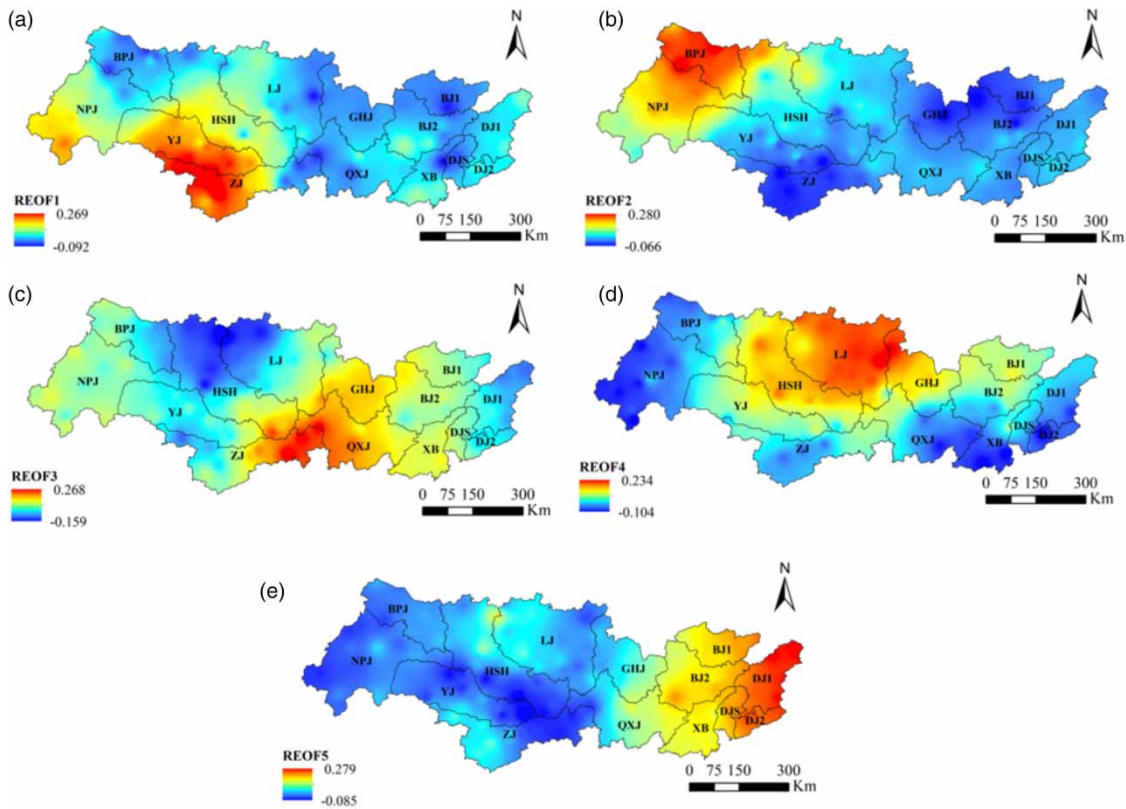 (a)
N
BPJ
NPJ
LJ
HSH
YJ
ZJ
GHJ
QXJ
BJ1
BJ2
DJ1
DJS
DJ2
XB
REOF1
0.269
-0.092
0 75 150 300
Km
(b)
N
BPJ
NPJ
LJ
HSH
YJ
ZJ
GHJ
QXJ
BJ1
BJ2
DJ1
DJS
DJ2
XB
REOF2
0.280
-0.066
0 75 150 300
Km
(c)
N
BPJ
NPJ
LJ
HSH
YJ
ZJ
GHJ
QXJ
BJ1
BJ2
DJ1
DJS
DJ2
XB
REOF3
0.268
-0.159
0 75 150 300
Km
(d)
N
BPJ
NPJ
LJ
HSH
YJ
ZJ
GHJ
QXJ
BJ1
BJ2
DJ1
DJS
DJ2
XB
REOF4
0.234
-0.104
0 75 150 300
Km
(e)
N
BPJ
NPJ
LJ
HSH
YJ
ZJ
GHJ
QXJ
BJ1
BJ2
DJ1
DJS
DJ2
XB
REOF5
0.279
-0.085
0 75 150 300
Km